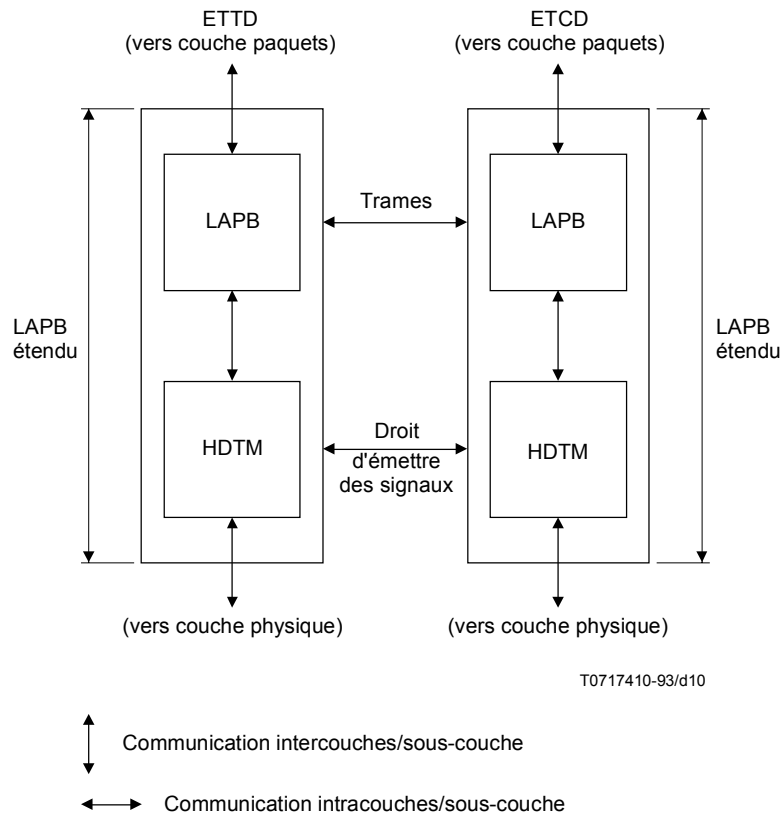 ETTD
(vers couche paquets)
ETCD
(vers couche paquets)
LAPB
Trames
LAPB
LAPB
étendu
LAPB
étendu
HDTM
Droit
d'émettre
des signaux
HDTM
(vers couche physique)
(vers couche physique)
T0717410-93/d10
Communication intercouches/sous-couche
Communication intracouches/sous-couche